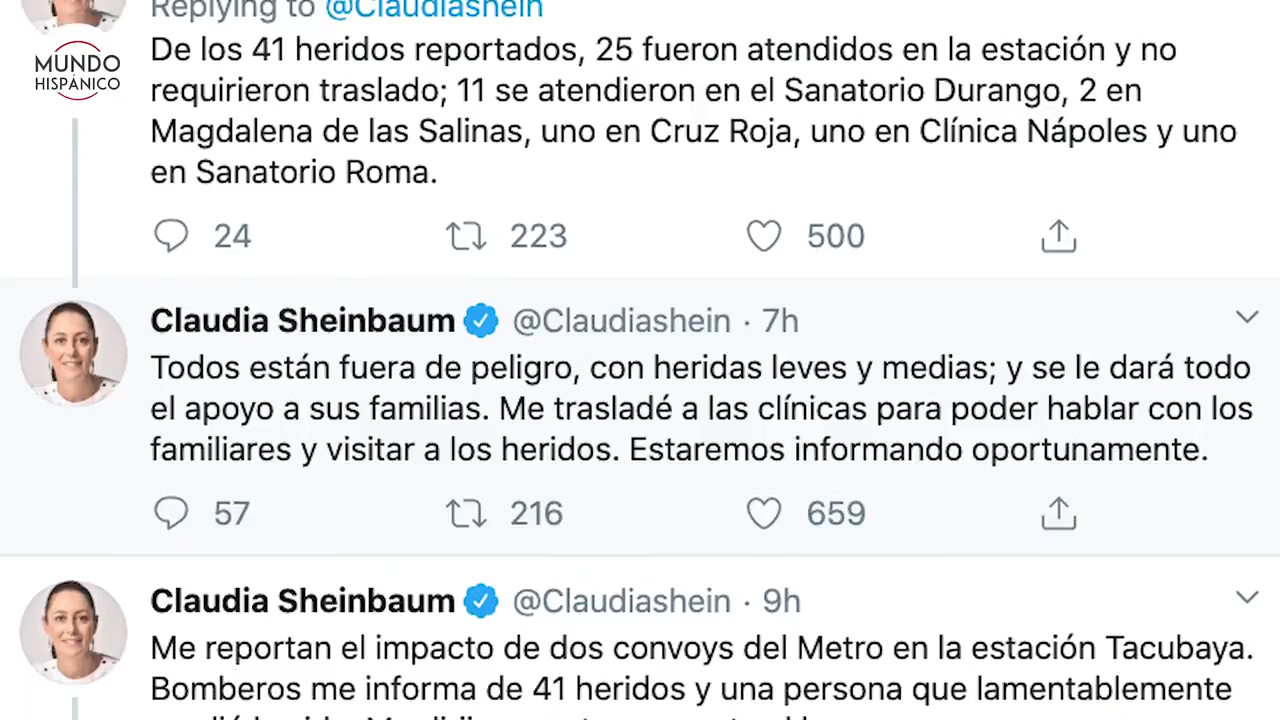 Replying to @Claudiashein
MUNDO
HISPÁNICO
De los 41 heridos reportados, 25 fueron atendidos en la estación y no
requirieron traslado; 11 se atendieron en el Sanatorio Durango, 2 en
Magdalena de las Salinas, uno en Cruz Roja, uno en Clínica Nápoles y uno
en Sanatorio Roma.
24 223 500
Claudia Sheinbaum @Claudiashein · 7h
Todos están fuera de peligro, con heridas leves y medias; y se le dará todo
el apoyo a sus familias. Me trasladé a las clínicas para poder hablar con los
familiares y visitar a los heridos. Estaremos informando oportunamente.
57 216 659
Claudia Sheinbaum @Claudiashein · 9h
Me reportan el impacto de dos convoys del Metro en la estación Tacubaya.
Bomberos me informa de 41 heridos y una persona que lamentablemente